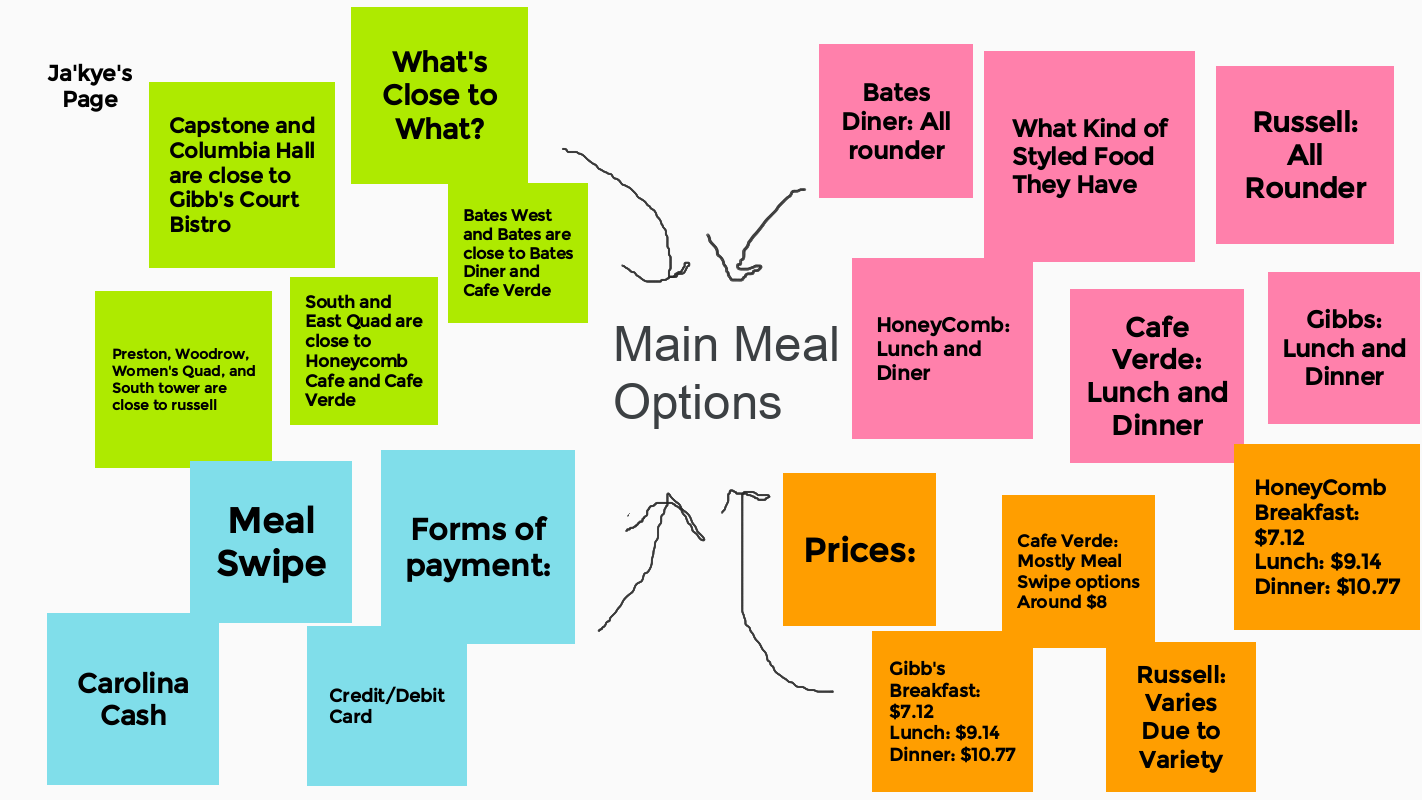 Ja'kye's
Page
What's
Close to
What?
Capstone and
Columbia Hall
are close to
Gibb's Court
Bistro
Bates West
and Bates are
close to Bates
Diner and
Cafe Verde
South and
East Quad are
close to
Honeycomb
Cafe and Cafe
Verde
Preston, Woodrow,
Women's Quad, and
South tower are
close to russell
Bates
Diner: All
rounder
What Kind of
Styled Food
They Have
Russell:
All
Rounder
HoneyComb:
Lunch and
Diner
Cafe
Verde:
Lunch and
Dinner
Gibbs:
Lunch and
Dinner
Main Meal
Options
Meal
Swipe
Forms of
payment:
Carolina
Cash
Credit/Debit
Card
Prices:
Cafe Verde:
Mostly Meal
Swipe options
Around $8
HoneyComb
Breakfast:
$7.12
Lunch: $9.14
Dinner: $10.77
Gibb's
Breakfast:
$7.12
Lunch: $9.14
Dinner: $10.77
Russell:
Varies
Due to
Variety